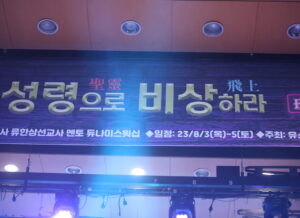 聖靈 飛上
성령으로 비상하라
사 류인상선교사 멘토 듀나미스워십 ◆일정: 23/8/3(목)~5(토) ◆주최: